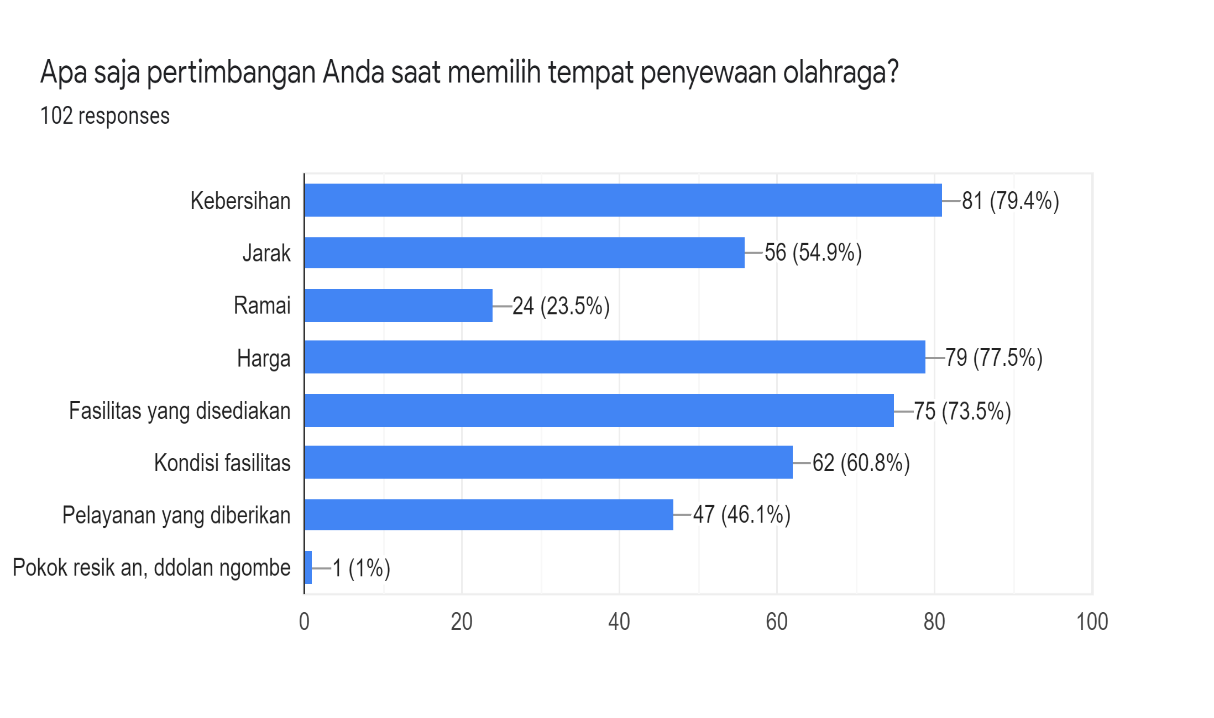 Apa saja pertimbangan Anda saat memilih tempat penyewaan olahraga?
102 responses
Kebersihan 81 (79.4%)
Jarak 56 (54.9%)
Ramai 24 (23.5%)
Harga 79 (77.5%)
Fasilitas yang disediakan 75 (73.5%)
Kondisi fasilitas 62 (60.8%)
Pelayanan yang diberikan 47 (46.1%)
Pokok resik an, ddolan ngombe 1 (1%)
0 20 40 60 80 100